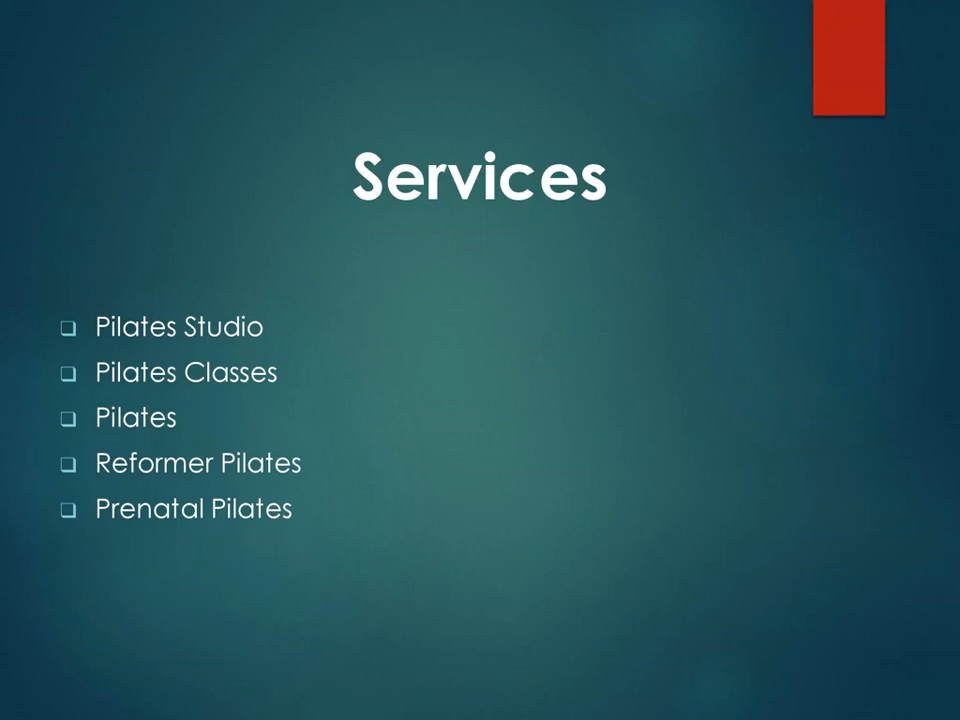 Services
Pilates Studio
Pilates Classes
Pilates
Reformer Pilates
Prenatal Pilates